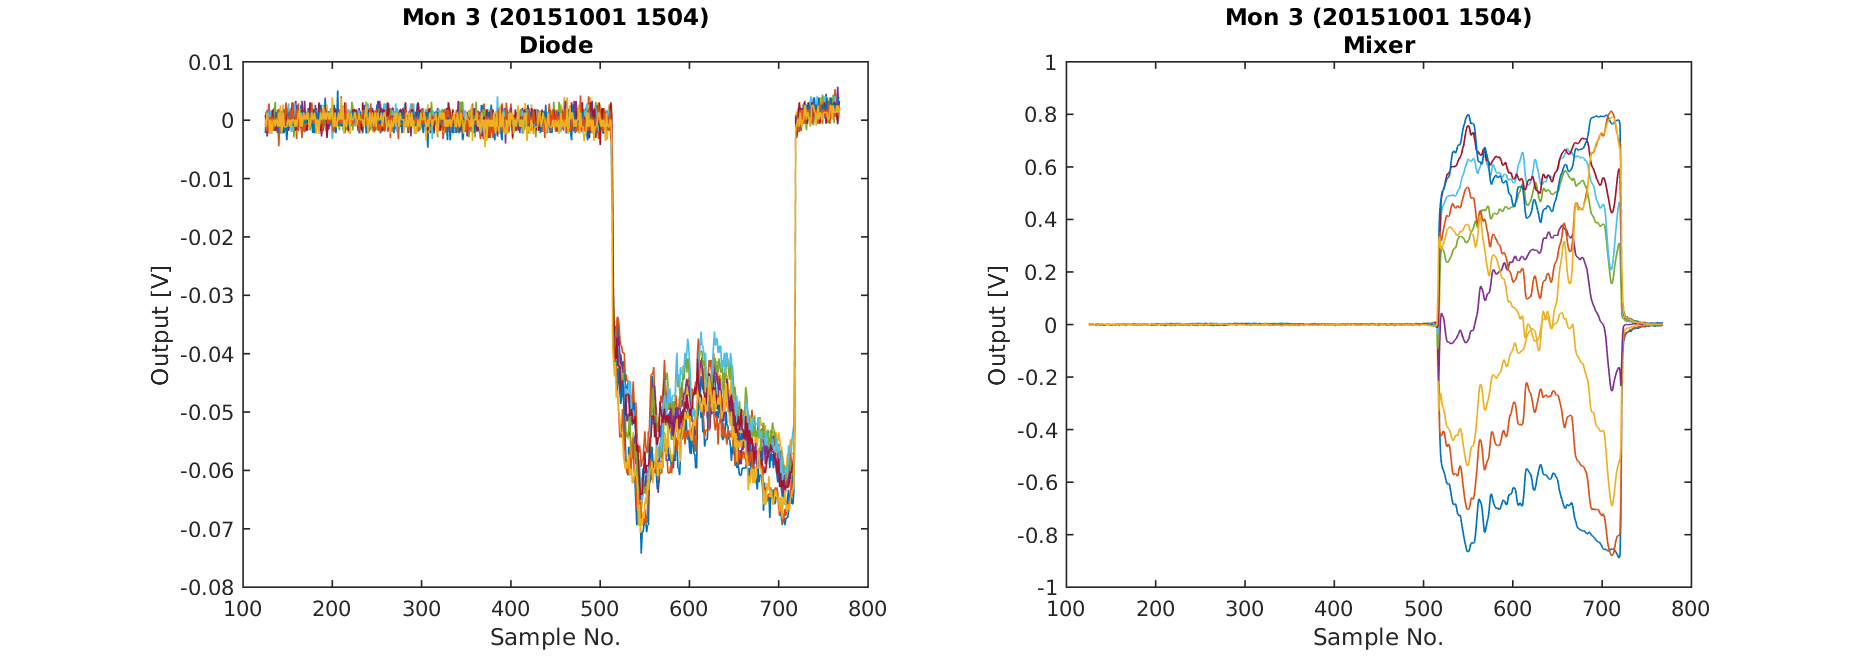 Mon 3 (20151001 1504)
Diode
0.01
0
-0.01
-0.02
-0.03
-0.04
-0.05
-0.06
-0.07
-0.08
Output [V]
100 200 300 400 500 600 700 800
Sample No.
Mon 3 (20151001 1504)
Mixer
1
0.8
0.6
0.4
0.2
0
-0.2
-0.4
-0.6
-0.8
-1
Output [V]
100 200 300 400 500 600 700 800
Sample No.